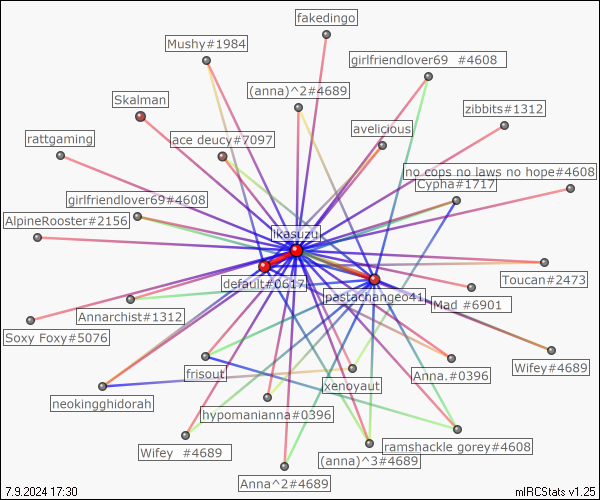 fakedingo
Mushy#1984
girlfriendlover69 #4608
(anna)^2#4689
Skalman
zibbits#1312
avelicious
rattgaming
ace deucy#7097
no cops no laws no hope#4608
Cypha#1717
girlfriendlover69#4608
AlpineRooster#2156
ikasuzu
default#0617
Toucan#2473
pastachange041
Mad #6901
Annarchist#1312
Soxy Foxy#5076
Wifey#4689
frisout
Anna.#0396
xenoyaut
neokingghidorah
hypomanianna#0396
Wifey #4689
ramshackle gorey#4608
(anna)^3#4689
Anna^2#4689
7.9.2024 17:30
mIRCStats v1.25